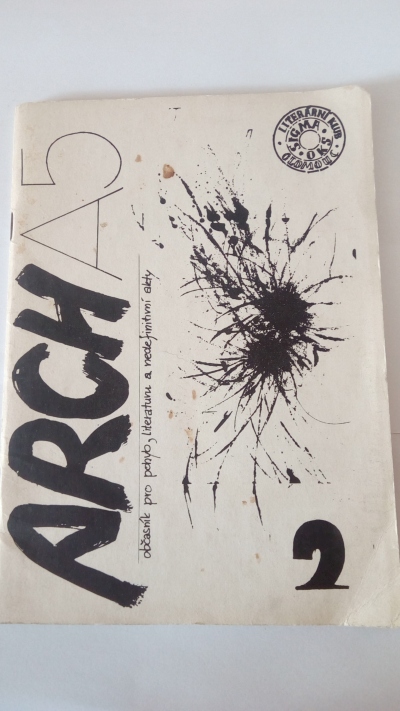 ARCH A5
občasník pro pohyb, literaturu a nedefinitivní akty
LITERÁRNÍ KLUB
OLOMOUC
SIGMA
OKS
2